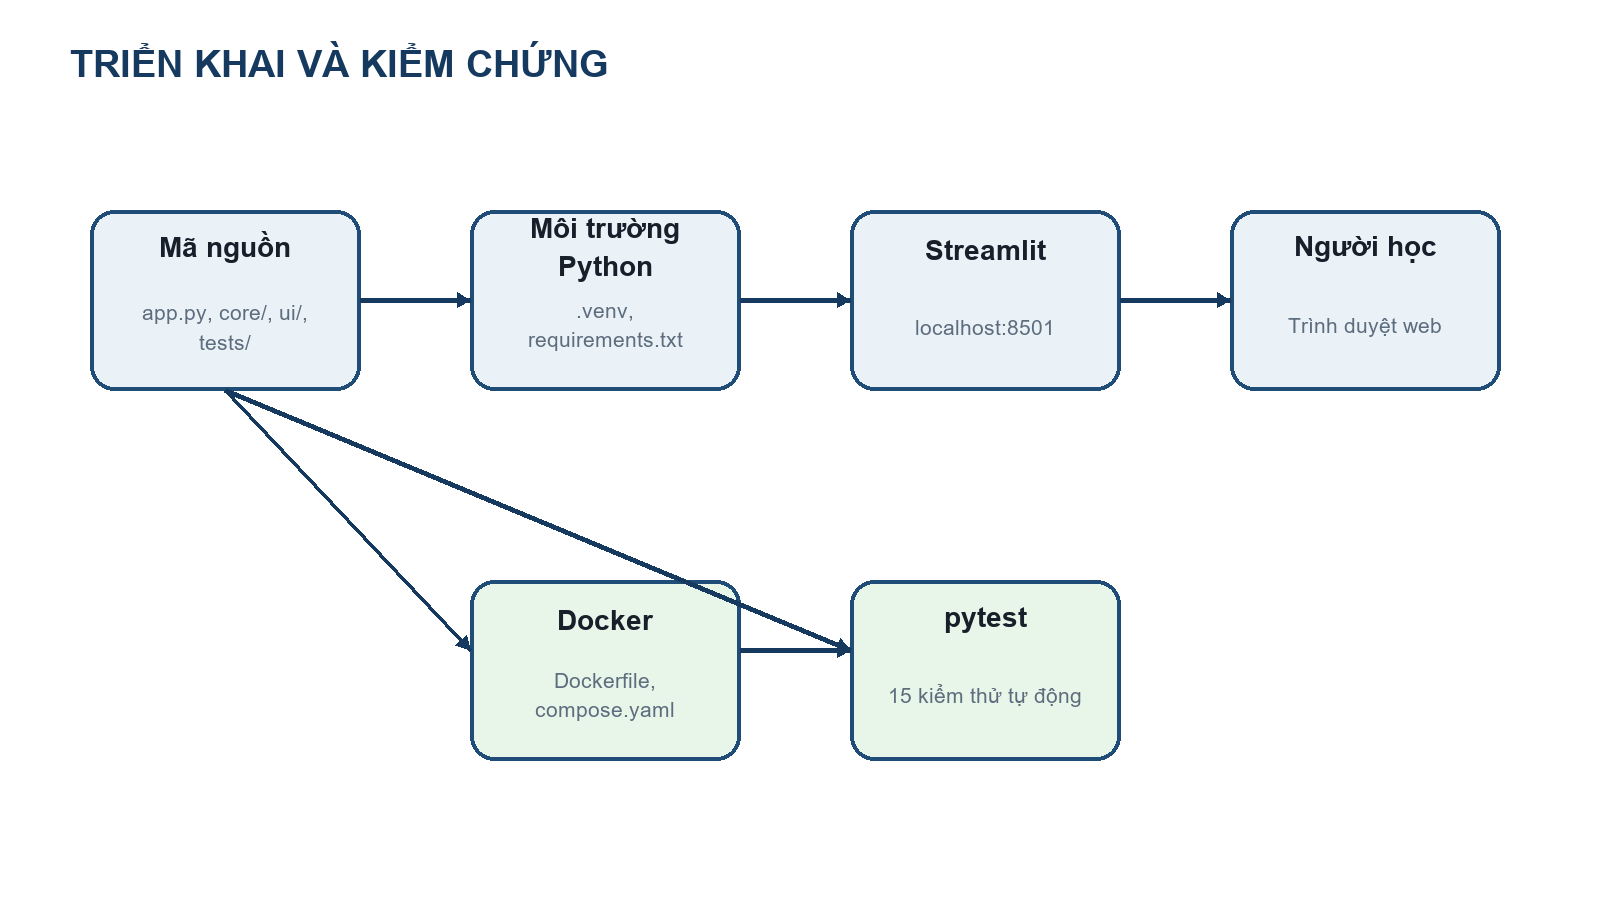 TRIỂN KHAI VÀ KIỂM CHỨNG
Mã nguồn
app.py, core/, ui/,
tests/
Môi trường
Python
.venv,
requirements.txt
Streamlit
localhost:8501
Người học
Trình duyệt web
Docker
Dockerfile,
compose.yaml
pytest
15 kiểm thử tự động